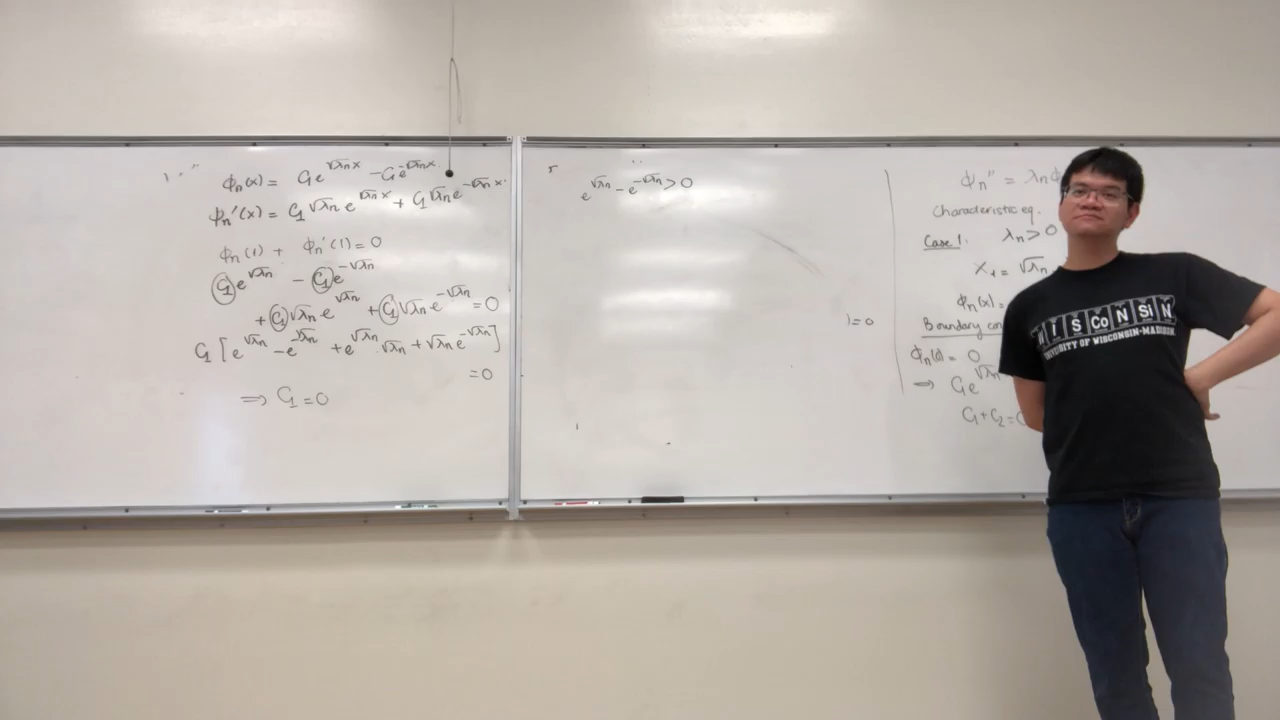 ϕn(x) = C1e^√λn x − C1e^−√λn x
ϕn'(x) = C1√λn e^√λn x + C1√λn e^−√λn x
ϕn(1) + ϕn'(1) = 0
C1e^√λn − C1e^−√λn
+ C1√λn e^√λn + C1√λn e^−√λn = 0
C1 [e^√λn − e^−√λn + e^√λn √λn + √λn e^−√λn]
= 0
⟹ C1 = 0
e^√λn − e^−√λn > 0
) = 0
ϕn'' = λn ϕ
Characteristic eq.
Case 1. λn > 0
= √λn
ϕn(x) =
Boundary con
ϕn(0) = 0
⟹ C1e^√λn
C1 + C2 = 0
W I S Co N Si N
UNIVERSITY OF WISCONSIN-MADISON